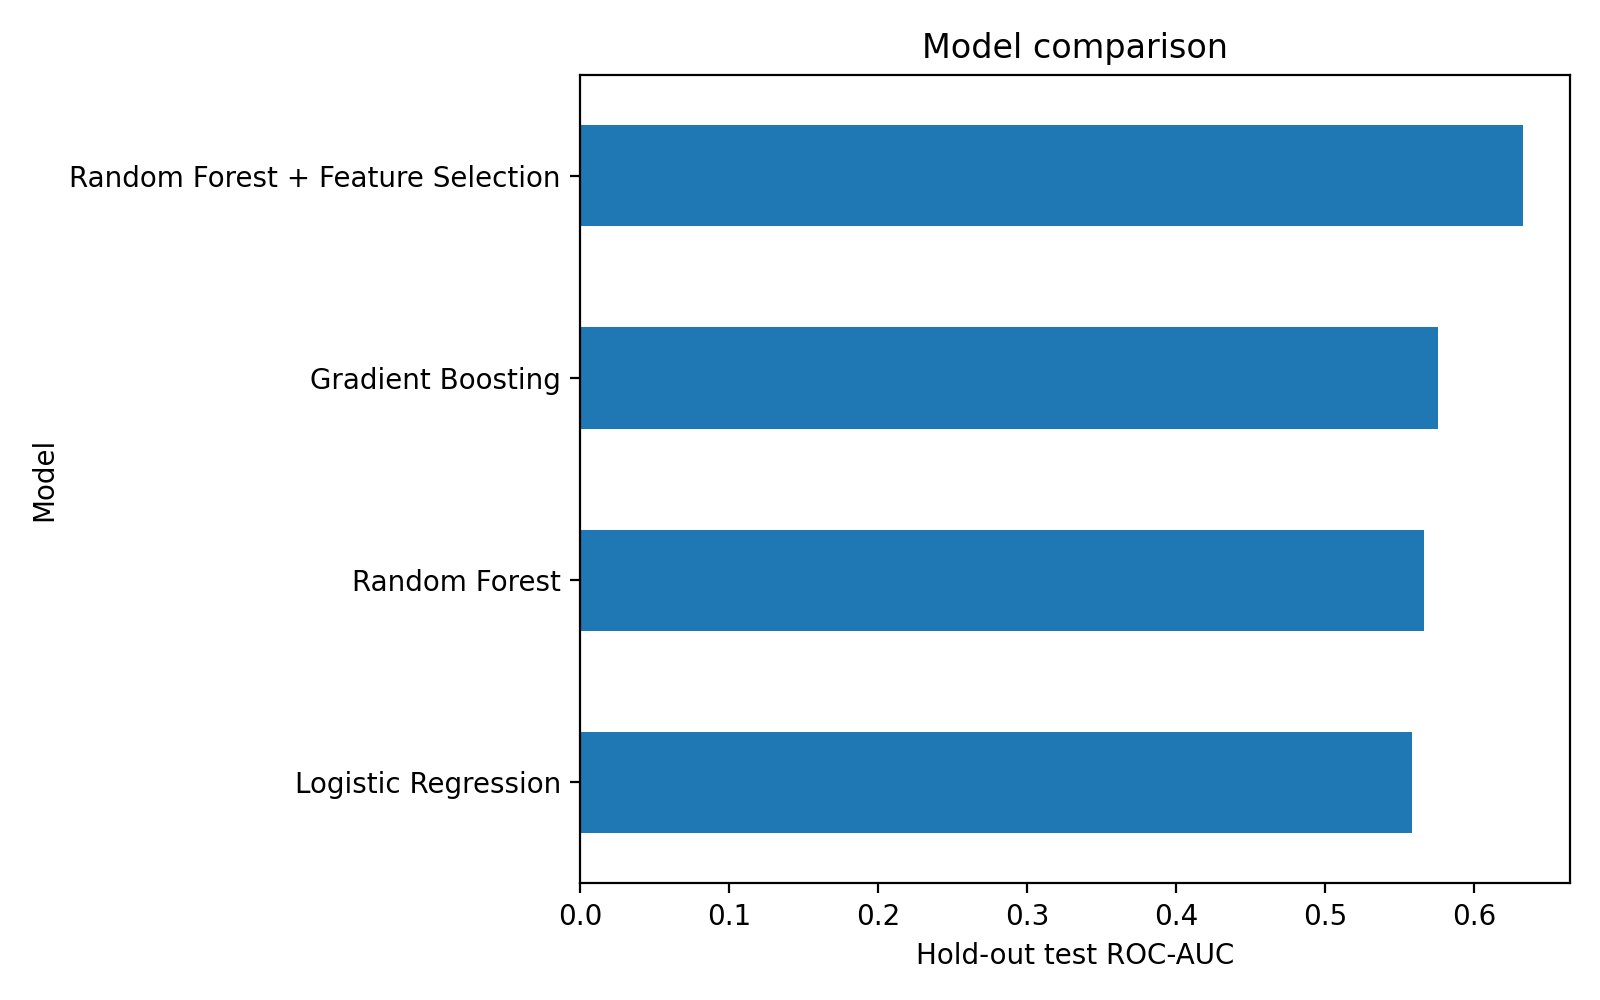 Model comparison
Random Forest + Feature Selection
Gradient Boosting
Random Forest
Logistic Regression
Model
0.0 0.1 0.2 0.3 0.4 0.5 0.6
Hold-out test ROC-AUC